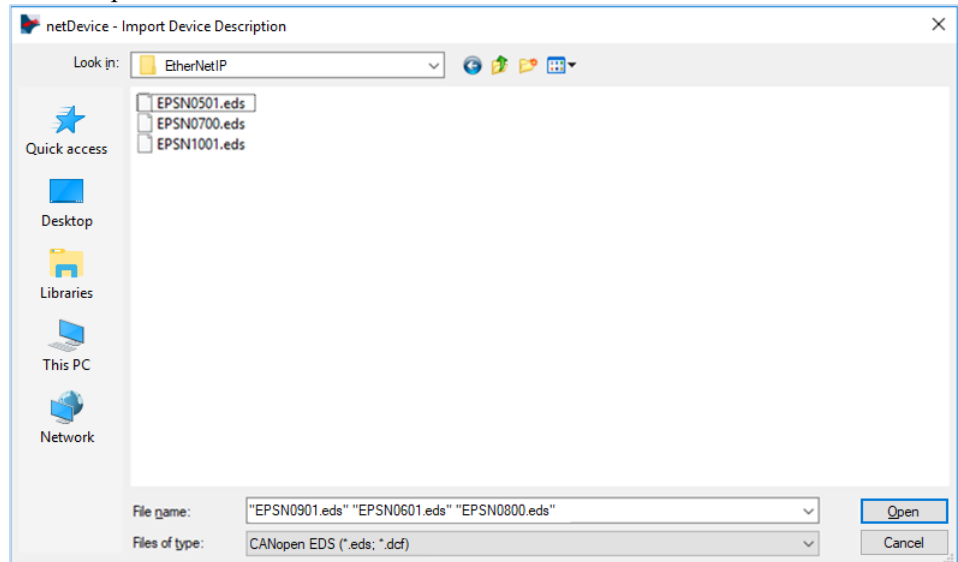 netDevice - Import Device Description
Look in: EtherNetIP
EPSN0501.eds
EPSN0700.eds
EPSN1001.eds
Quick access
Desktop
Libraries
This PC
Network
File name: "EPSN0901.eds" "EPSN0601.eds" "EPSN0800.eds" Open
Files of type: CANopen EDS (*.eds; *.dcf) Cancel